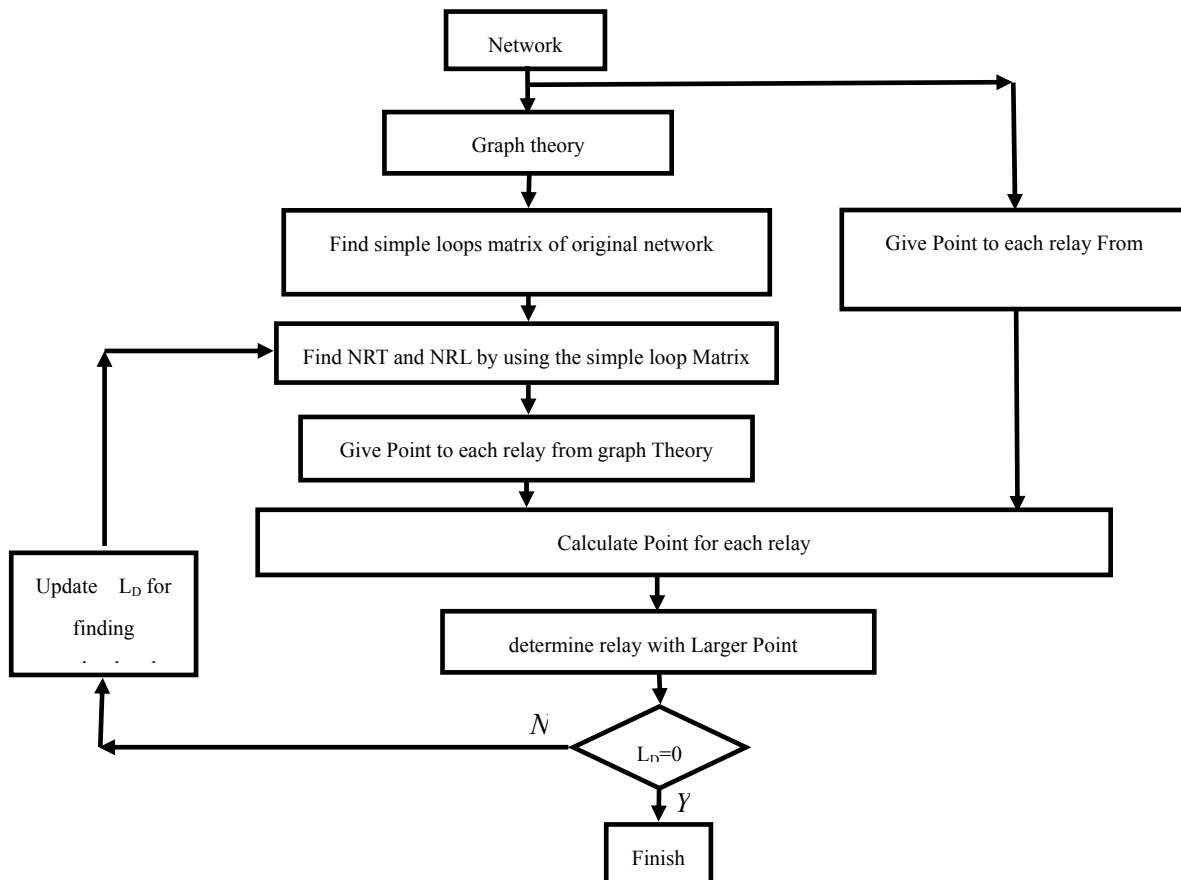 Network
Graph theory
Find simple loops matrix of original network
Give Point to each relay From
Find NRT and NRL by using the simple loop Matrix
Give Point to each relay from graph Theory
Calculate Point for each relay
Update L_D for
finding
determine relay with Larger Point
N
L_D=0
Y
Finish